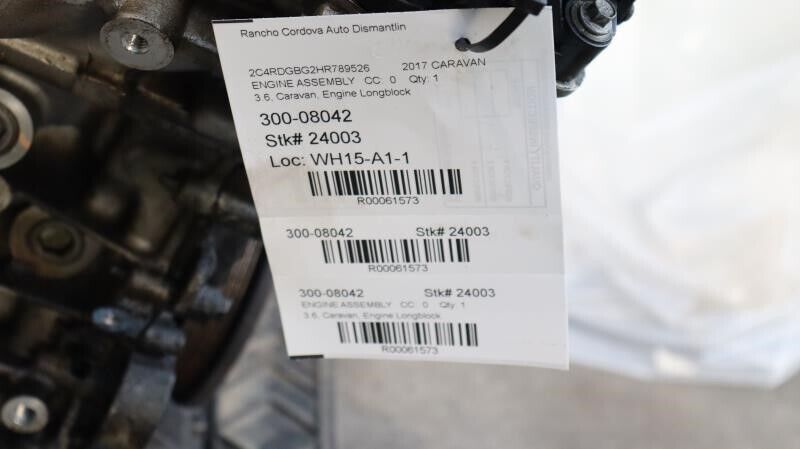 Rancho Cordova Auto Dismantlin
2C4RDGBG2HR789526 2017 CARAVAN
ENGINE ASSEMBLY CC: 0 Qty: 1
3.6, Caravan, Engine Longblock
300-08042
Stk# 24003
Loc: WH15-A1-1
R00061573
300-08042 Stk# 24003
R00061573
300-08042 Stk# 24003
ENGINE ASSEMBLY CC: 0 Qty: 1
3.6, Caravan, Engine Longblock
R00061573